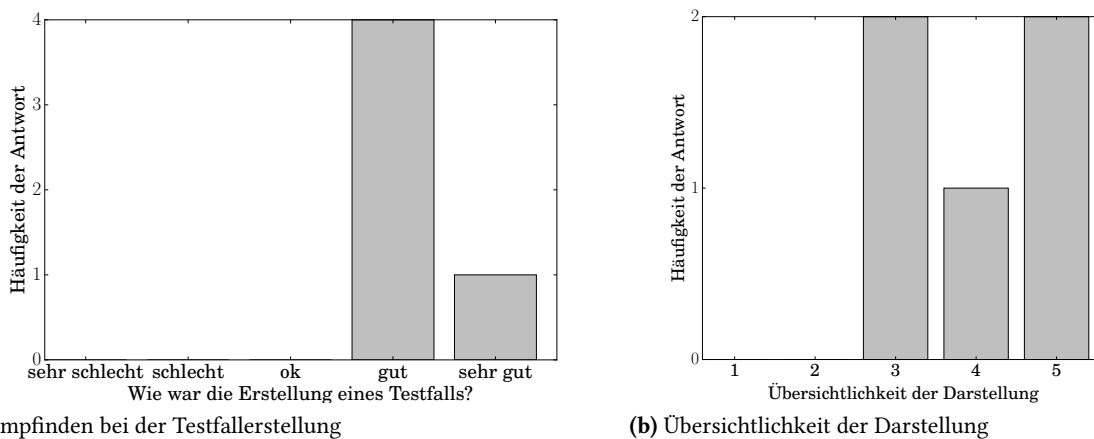 Häufigkeit der Antwort
4
3
2
1
0
sehr schlecht schlecht ok gut sehr gut
Wie war die Erstellung eines Testfalls?
mpfinden bei der Testfallerstellung
Häufigkeit der Antwort
2
1
0
1 2 3 4 5
Übersichtlichkeit der Darstellung
(b) Übersichtlichkeit der Darstellung